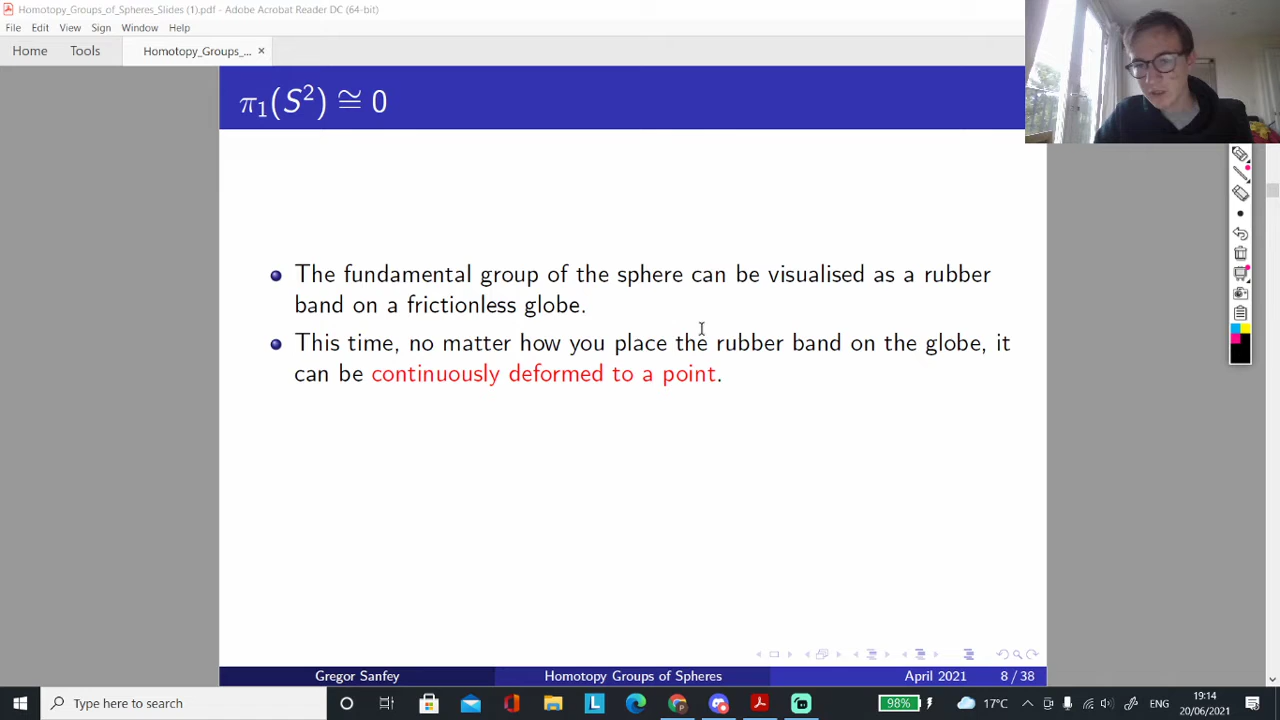 Homotopy_Groups_of_Spheres_Slides (1).pdf - Adobe Acrobat Reader DC (64-bit)
File Edit View Sign Window Help
Home Tools Homotopy_Groups_... ×
π₁(S²) ≅ 0
The fundamental group of the sphere can be visualised as a rubber
band on a frictionless globe.
This time, no matter how you place the rubber band on the globe, it
can be continuously deformed to a point.
Gregor Sanfey Homotopy Groups of Spheres April 2021 8 / 38
Type here to search 98% 17°C ENG 19:14
20/06/2021